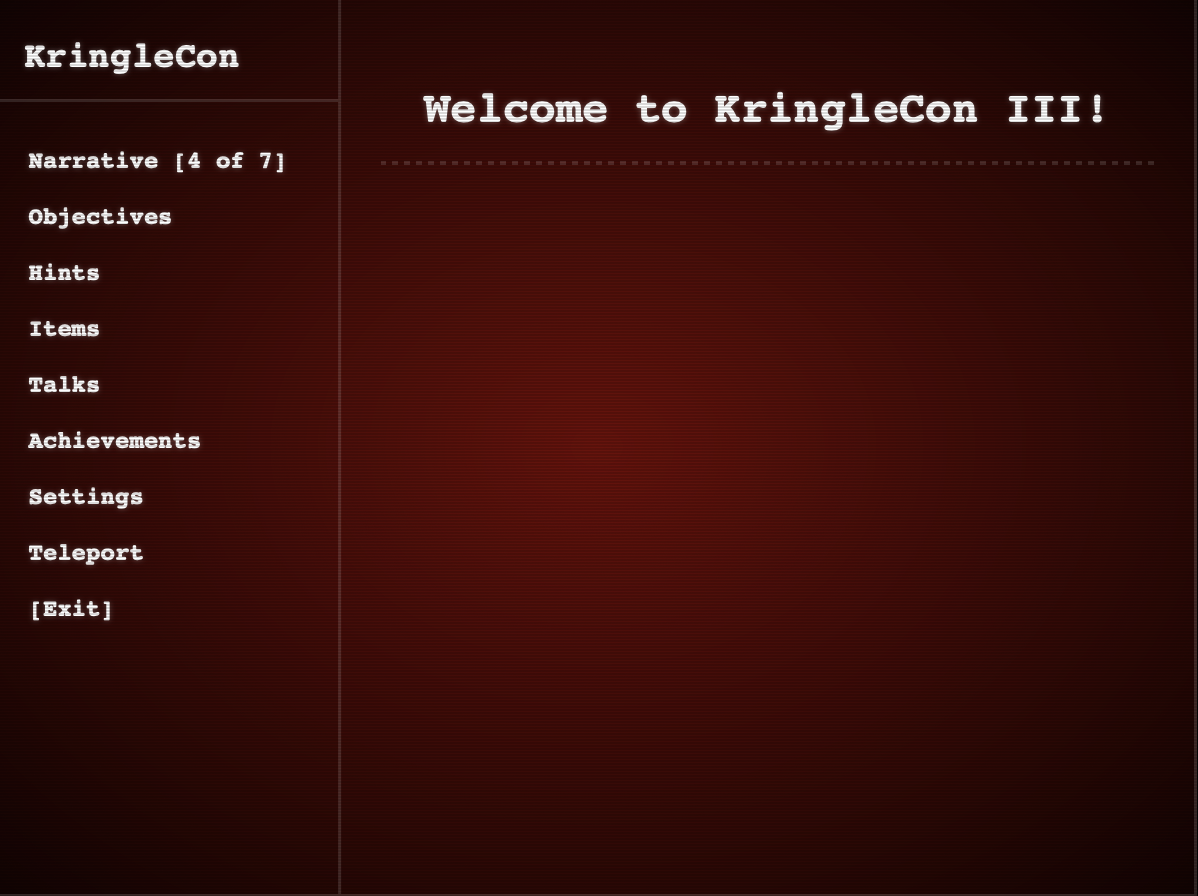 KringleCon
Narrative [4 of 7]
Objectives
Hints
Items
Talks
Achievements
Settings
Teleport
[Exit]
Welcome to KringleCon III!